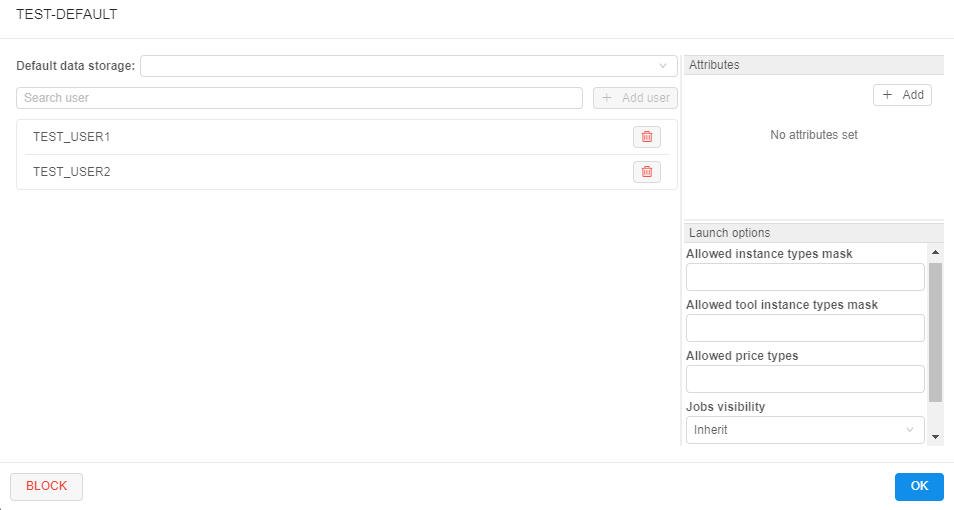 TEST-DEFAULT
Default data storage:
Search user
+ Add user
TEST_USER1
TEST_USER2
Attributes
+ Add
No attributes set
Launch options
Allowed instance types mask
Allowed tool instance types mask
Allowed price types
Jobs visibility
Inherit
BLOCK
OK